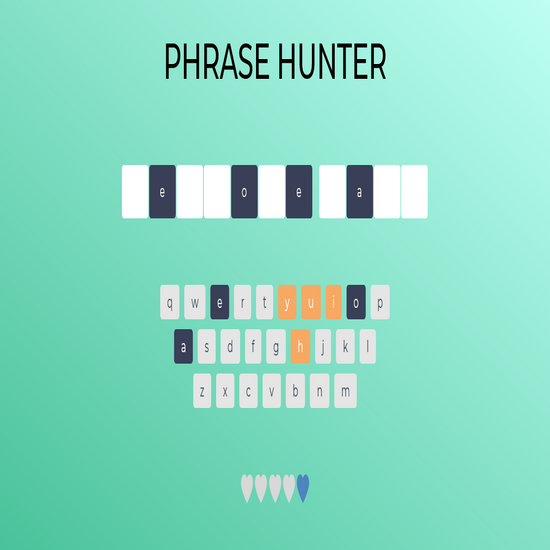 PHRASE HUNTER
e o e a
q w e r t y u i o p
a s d f g h j k l
z x c v b n m